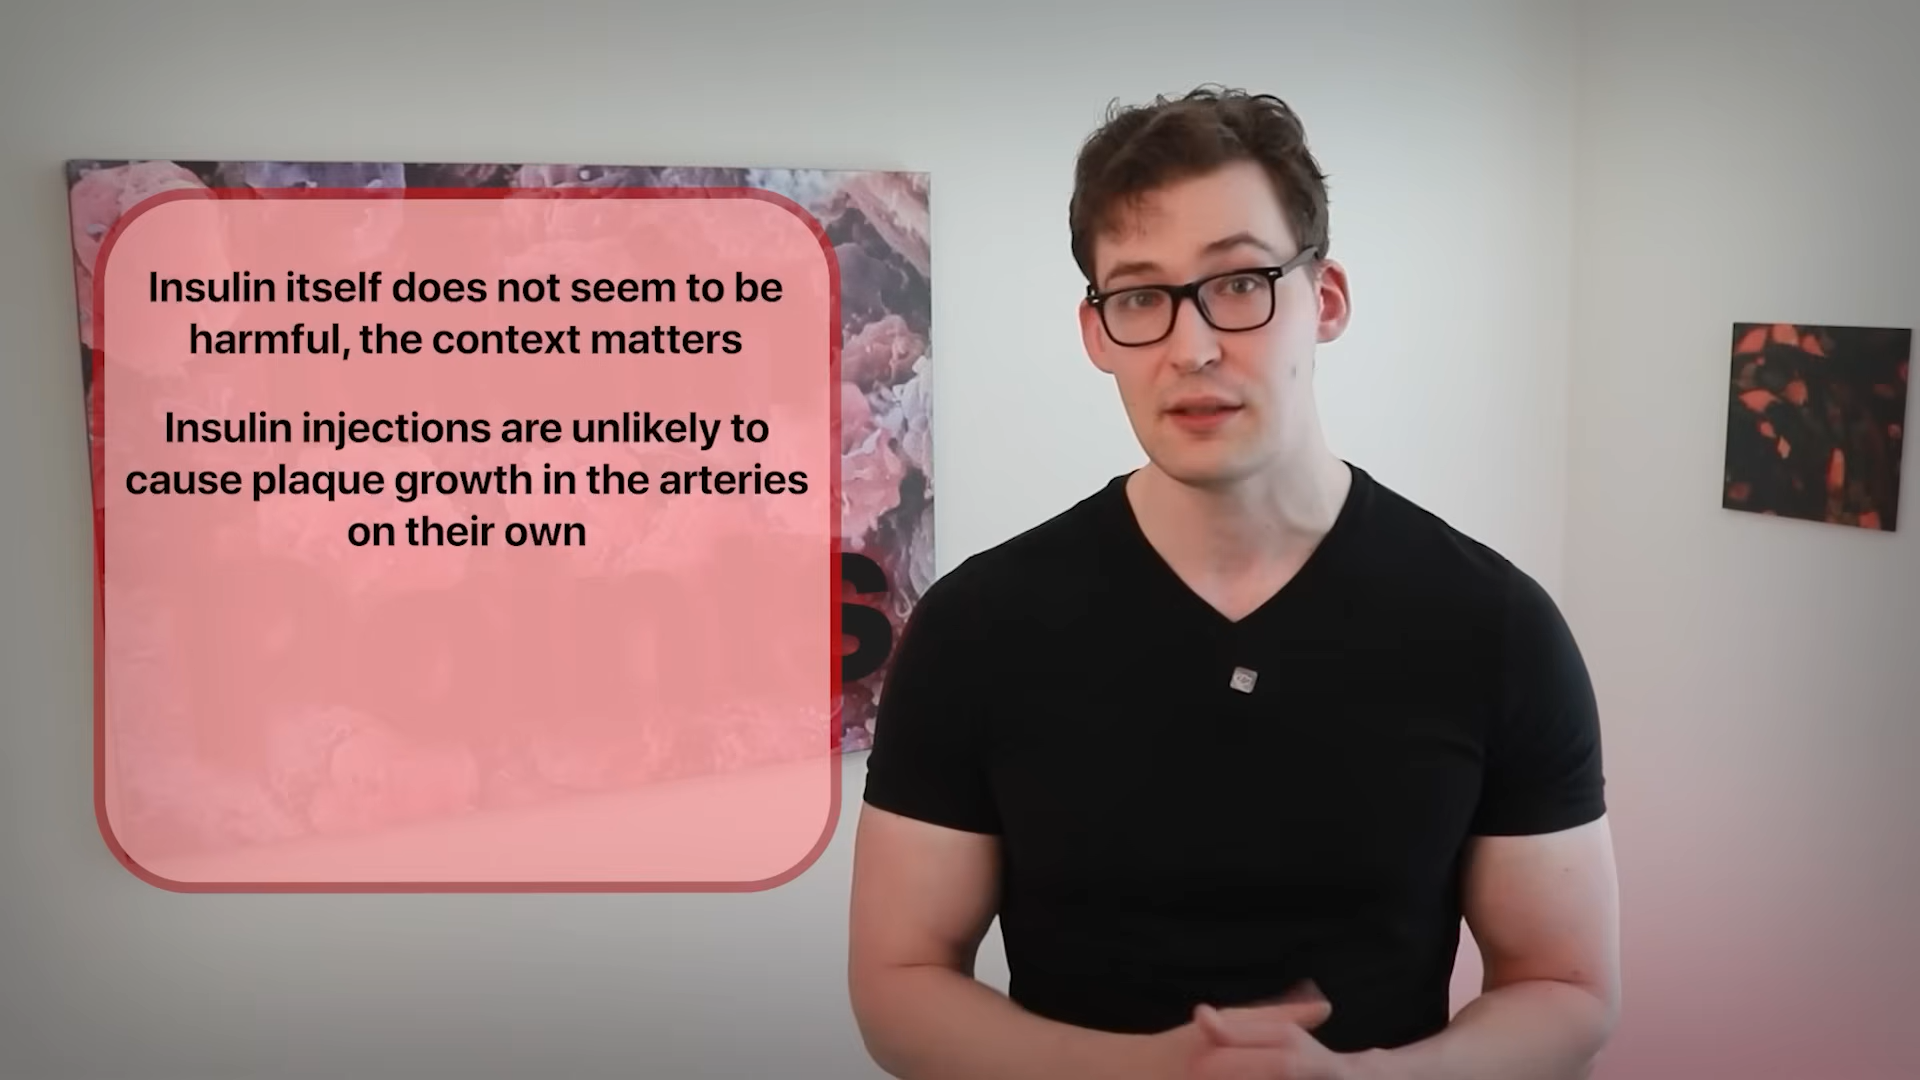 Insulin itself does not seem to be
harmful, the context matters
Insulin injections are unlikely to
cause plaque growth in the arteries
on their own